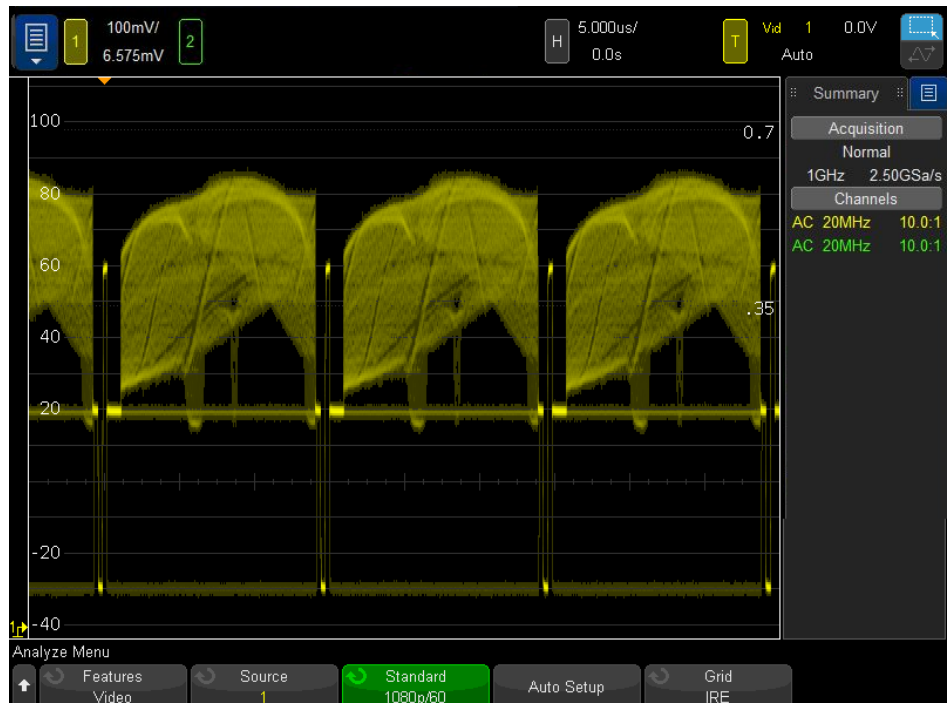 1
100mV/
6.575mV
2
H
5.000us/
0.0s
T
Vid 1 0.0V
Auto
100
80
60
40
20
-20
-40
0.7
.35
1
Summary
Acquisition
Normal
1GHz 2.50GSa/s
Channels
AC 20MHz 10.0:1
AC 20MHz 10.0:1
Analyze Menu
Features
Video
Source
1
Standard
1080p/60
Auto Setup
Grid
IRE